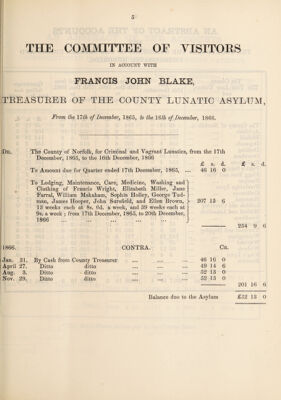 5
THE COMMITTEE OF VISITORS
IN ACCOUNT WITH
FRANCIS JOHN BLAKE,
TREASURER OF THE COUNTY LUNATIC ASYLUM,
From the 17th of December, 1865, to the 16th of December, 1866.
DR. The County of Norfolk, for Criminal and Vagrant Lunatics, from the 17th
December, 1865, to the 16th December, 1866
£ s. d. £ s. d.
To Amount due for Quarter ended 17th December, 1865, ... 46 16 0
To Lodging, Maintenance, Care, Medicine, Washing and
Clothing of Francis Wright, Elizabeth Miller, Jane
Farral, William Makaham, Sophia Holley, George Tud-
man, James Hooper, John Sursfield, and Ellen Brown, 207 13 6
13 weeks each at 8s. 0d. a week, and 39 weeks each at
9s. a week; from 17th December, 1865, to 20th December,
1866 ... ... ... ... ... ...
254 9 6
1866. CONTRA. CR.
Jan. 31. By Cash from County Treasurer ... ... ... 46 16 0
April 27. Ditto ditto ... ... ... 49 14 6
Aug. 3. Ditto ditto ... ... ... 52 13 0
Nov. 29. Ditto ditto ... ... ... 52 13 0
201 16 6
Balance due to the Asylum £52 13 0